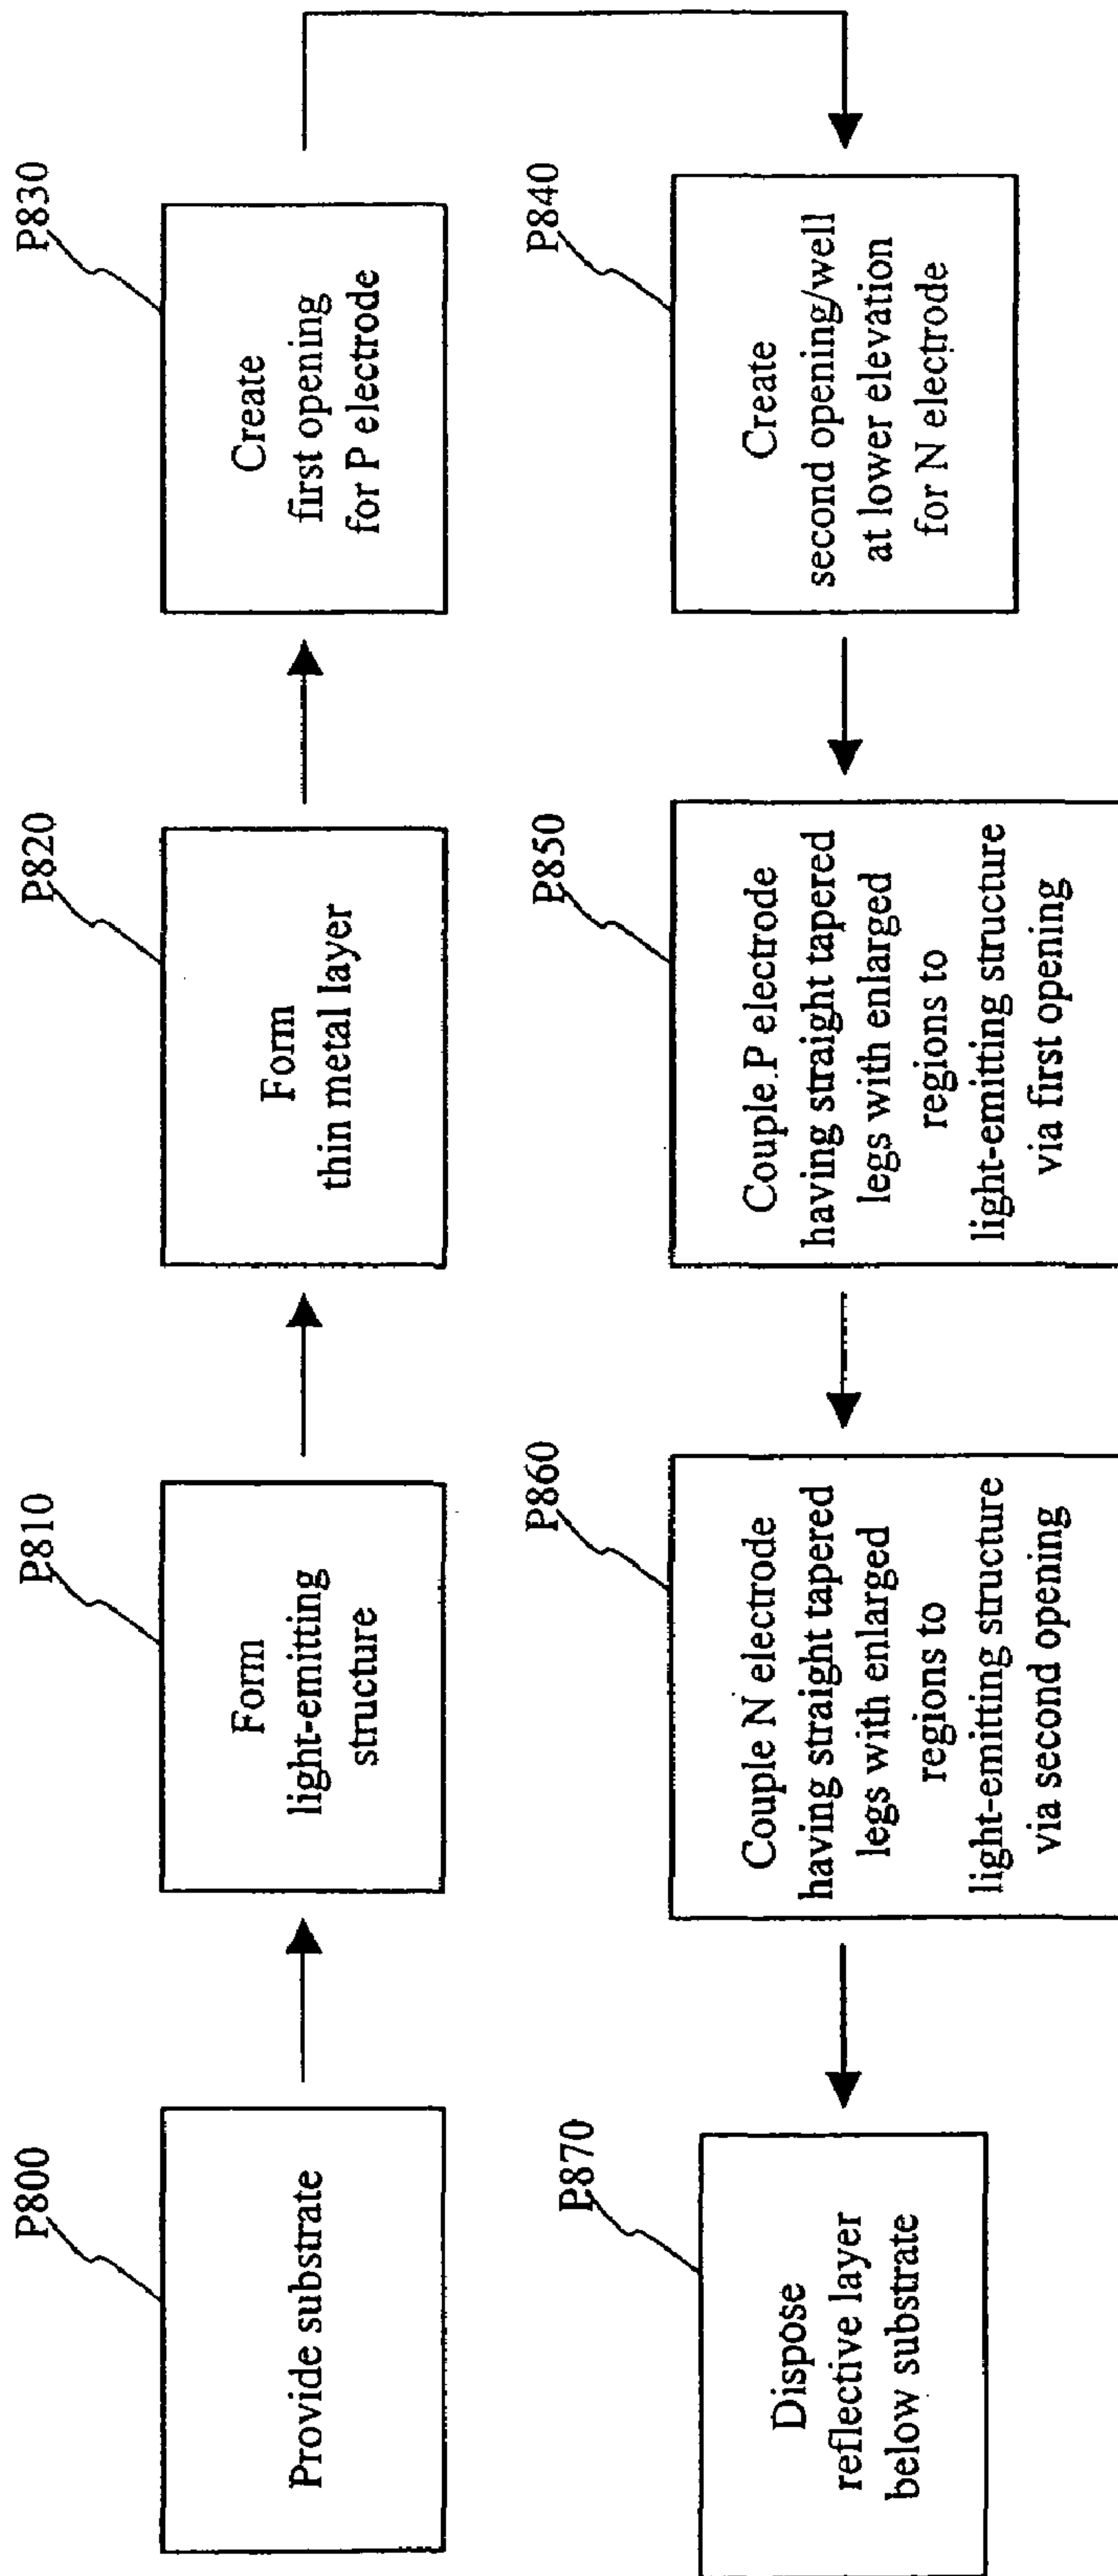 P800
Provide substrate
P810
Form
light-emitting
structure
P820
Form
thin metal layer
P830
Create
first opening
for P electrode
P840
Create
second opening/well
at lower elevation
for N electrode
P850
Couple P electrode
having straight tapered
legs with enlarged
regions to
light-emitting structure
via first opening
P860
Couple N electrode
having straight tapered
legs with enlarged
regions to
light-emitting structure
via second opening
P870
Dispose
reflective layer
below substrate